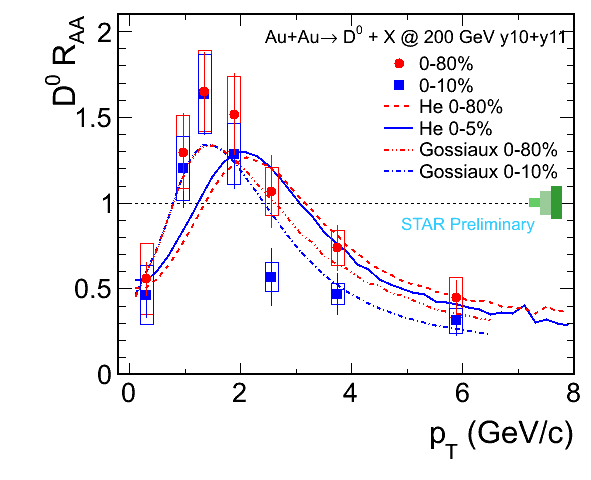 Au+Au→ D⁰ + X @ 200 GeV y10+y11
0-80%
0-10%
He 0-80%
He 0-5%
Gossiaux 0-80%
Gossiaux 0-10%
STAR Preliminary
D⁰ R_AA
2
1.5
1
0.5
0
0 2 4 6 8
p_T (GeV/c)